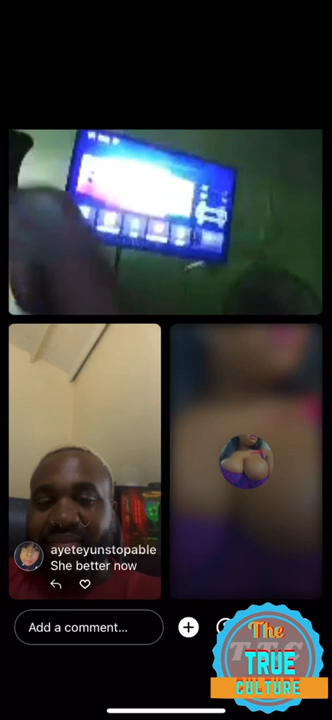 ayeteyunstopable
She better now
Add a comment...
The
T.T.C
TRUE
CULTURE